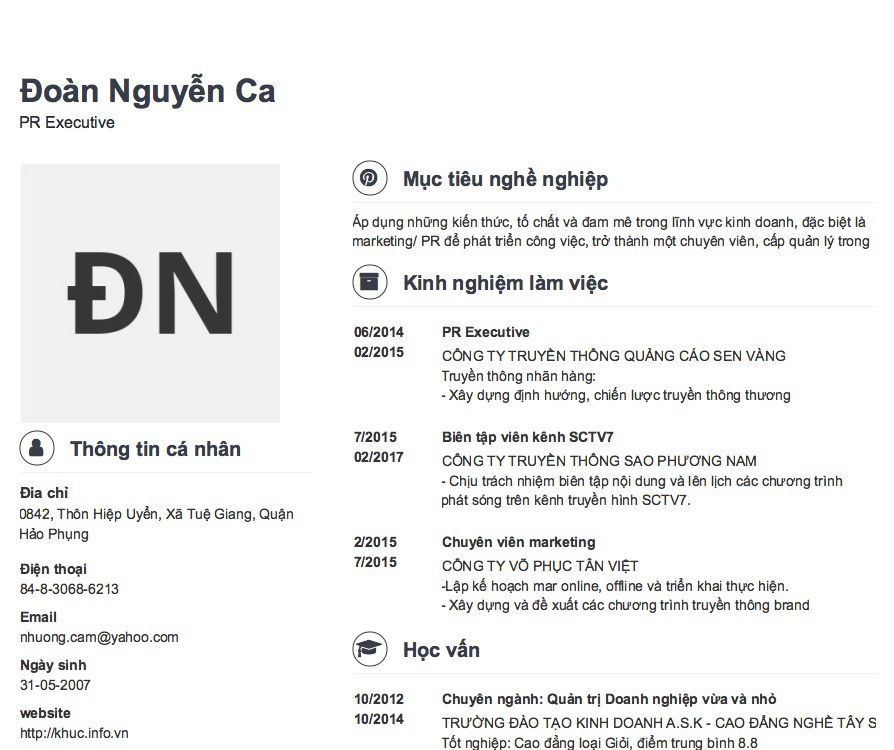 Đoàn Nguyễn Ca
PR Executive
ĐN
Thông tin cá nhân
Đia chỉ
0842, Thôn Hiệp Uyển, Xã Tuệ Giang, Quận
Hảo Phụng
Điện thoại
84-8-3068-6213
Email
nhuong.cam@yahoo.com
Ngày sinh
31-05-2007
website
http://khuc.info.vn
Mục tiêu nghề nghiệp
Áp dụng những kiến thức, tố chất và đam mê trong lĩnh vực kinh doanh, đặc biệt là
marketing/ PR để phát triển công việc, trở thành một chuyên viên, cấp quản lý trong
Kinh nghiệm làm việc
06/2014 PR Executive
02/2015 CÔNG TY TRUYỀN THÔNG QUẢNG CÁO SEN VÀNG
Truyền thông nhãn hàng:
- Xây dựng định hướng, chiến lược truyền thông thương
7/2015 Biên tập viên kênh SCTV7
02/2017 CÔNG TY TRUYỀN THÔNG SAO PHƯƠNG NAM
- Chịu trách nhiệm biên tập nội dung và lên lịch các chương trình
phát sóng trên kênh truyền hình SCTV7.
2/2015 Chuyên viên marketing
7/2015 CÔNG TY VÕ PHỤC TÂN VIỆT
-Lập kế hoạch mar online, offline và triển khai thực hiện.
- Xây dựng và đề xuất các chương trình truyền thông brand
Học vấn
10/2012 Chuyên ngành: Quản trị Doanh nghiệp vừa và nhỏ
10/2014 TRƯỜNG ĐÀO TẠO KINH DOANH A.S.K - CAO ĐẲNG NGHỀ TÂY S
Tốt nghiệp: Cao đẳng loại Giỏi, điểm trung bình 8.8